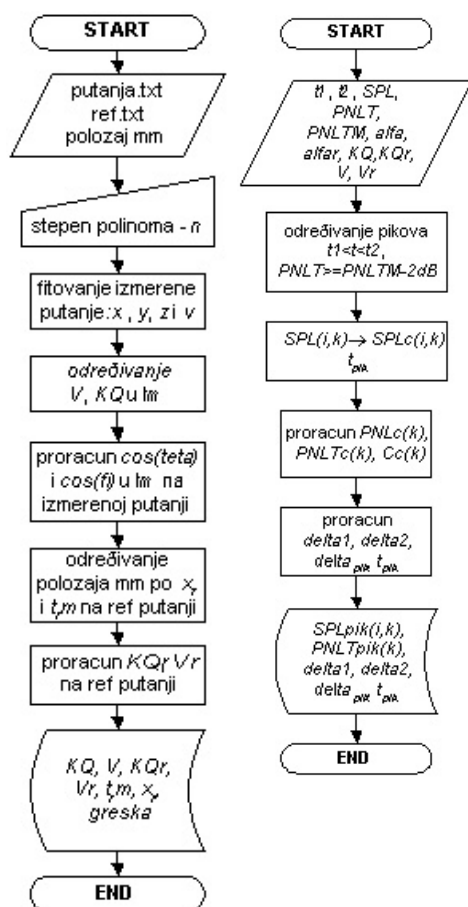 START
putanja.txt
ref.txt
polozaj mm
stepen polinoma - n
fitovanje izmerene
putanje: x , y, z i v
određivanje
V, KQ u tm
proracun cos(teta)
i cos(fi) u tm na
izmerenoj putanji
određivanje
polozaja mm po xr
i trm na ref putanji
proracun KQr Vr
na ref putanji
KQ, V, KQr,
Vr, trm, xr
greska
END
START
t1, t2, SPL,
PNLT,
PNLTM, alfa,
alfar, KQ,KQr,
V, Vr
određivanje pikova
t1<t<t2,
PNLT>=PNLTM-2dB
SPL(i,k)→ SPLc(i,k)
tpik
proracun PNLc(k),
PNLTc(k), Cc(k)
proracun
delta1, delta2,
deltapik, tpik
SPLpik(i,k),
PNLTpik(k),
delta1, delta2,
deltapik, tpik
END